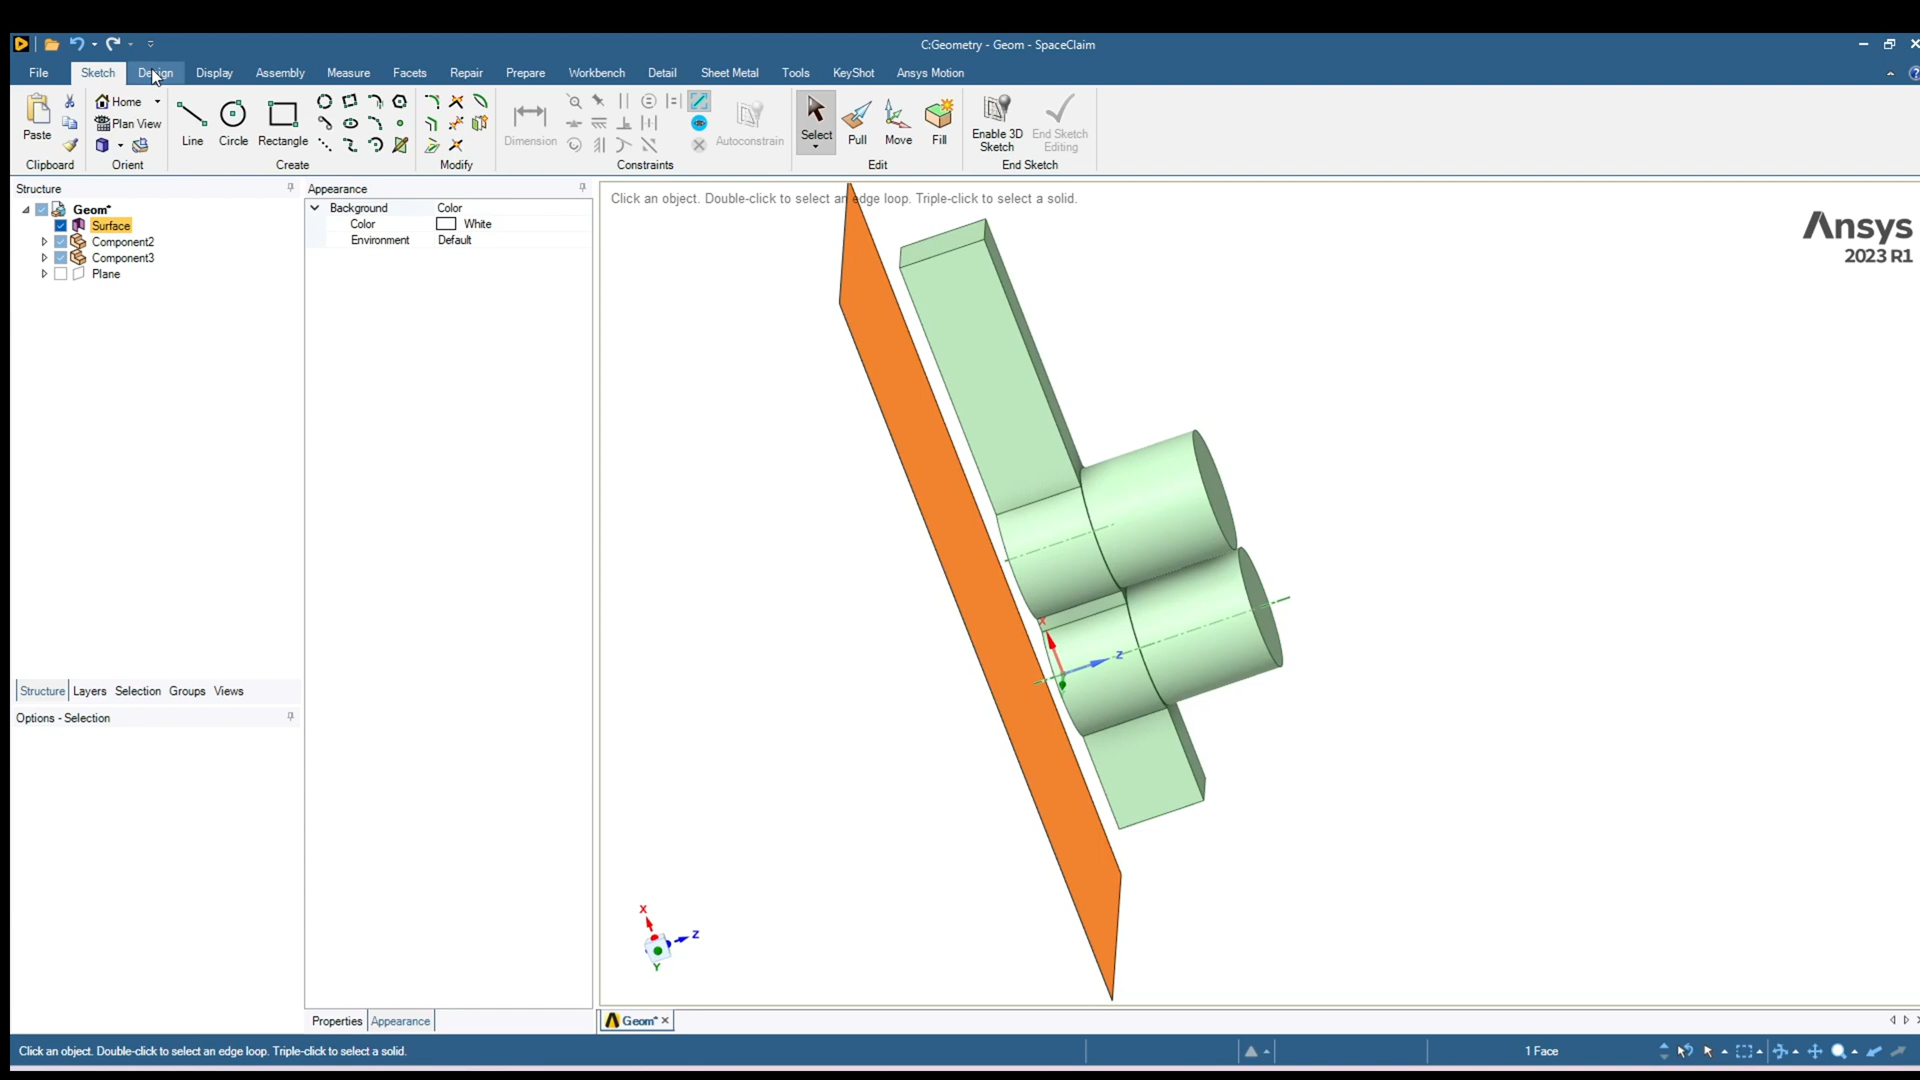 C:Geometry - Geom - SpaceClaim
File Sketch Design Display Assembly Measure Facets Repair Prepare Workbench Detail Sheet Metal Tools KeyShot Ansys Motion
Paste
Clipboard
Home
Plan View
Orient
Line Circle Rectangle
Create
Modify
Dimension
Autoconstrain
Constraints
Select Pull Move Fill
Edit
Enable 3D Sketch
End Sketch Editing
End Sketch
Structure
Geom*
Surface
Component2
Component3
Plane
Structure Layers Selection Groups Views
Options - Selection
Appearance
Background Color
Color White
Environment Default
Properties Appearance
Click an object. Double-click to select an edge loop. Triple-click to select a solid.
Ansys
2023 R1
X
Z
X
Z
Y
Geom*
Click an object. Double-click to select an edge loop. Triple-click to select a solid.
1 Face